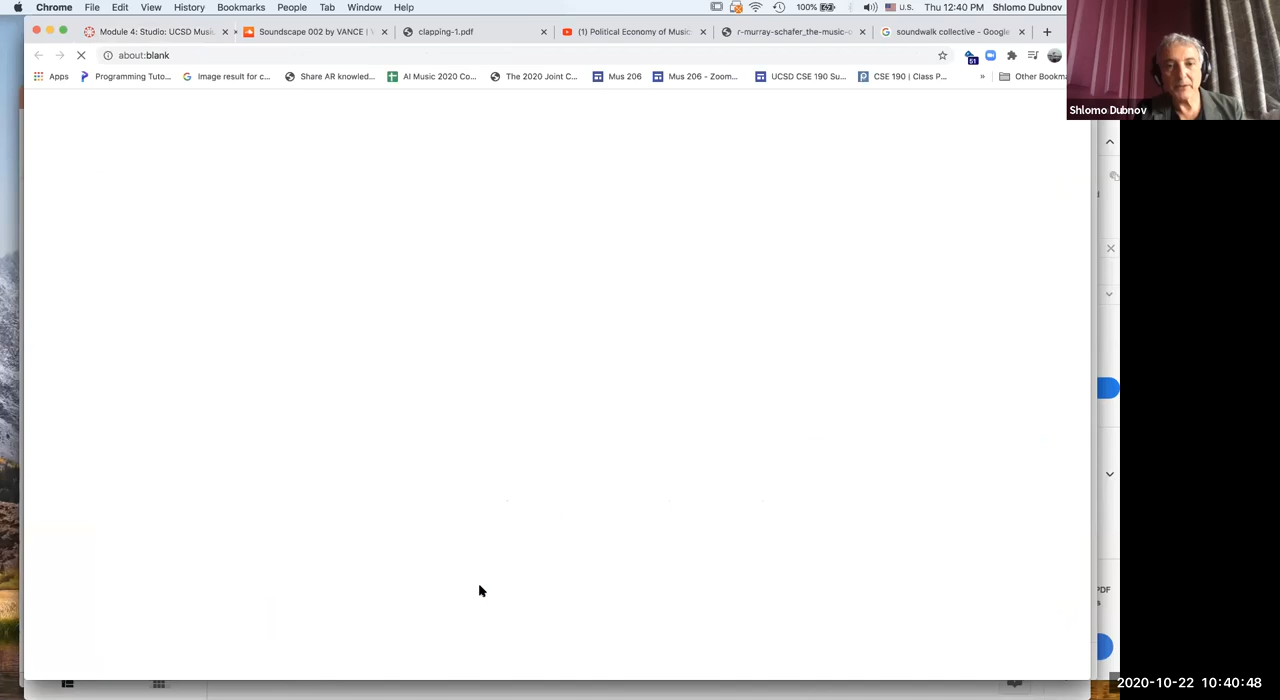 Chrome File Edit View History Bookmarks People Tab Window Help 100% U.S. Thu 12:40 PM Shlomo Dubnov
Module 4: Studio: UCSD Music Soundscape 002 by VANCE | clapping-1.pdf (1) Political Economy of Music r-murray-schafer_the-music- soundwalk collective - Google
about:blank
51
Apps Programming Tuto... Image result for c... Share AR knowled... AI Music 2020 Co... The 2020 Joint C... Mus 206 Mus 206 - Zoom... UCSD CSE 190 Su... CSE 190 | Class P... » Other Bookma
Shlomo Dubnov
PDF
2020-10-22 10:40:48